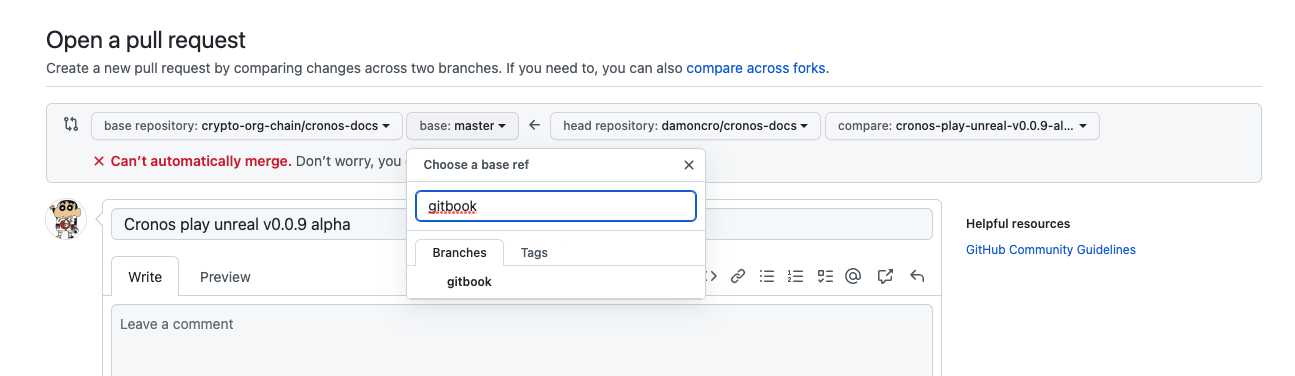 Open a pull request
Create a new pull request by comparing changes across two branches. If you need to, you can also compare across forks.
base repository: crypto-org-chain/cronos-docs base: master head repository: damoncro/cronos-docs compare: cronos-play-unreal-v0.0.9-al...
Can't automatically merge. Don't worry, you
Choose a base ref
gitbook
Branches Tags
gitbook
Cronos play unreal v0.0.9 alpha
Write Preview
Leave a comment
Helpful resources
GitHub Community Guidelines